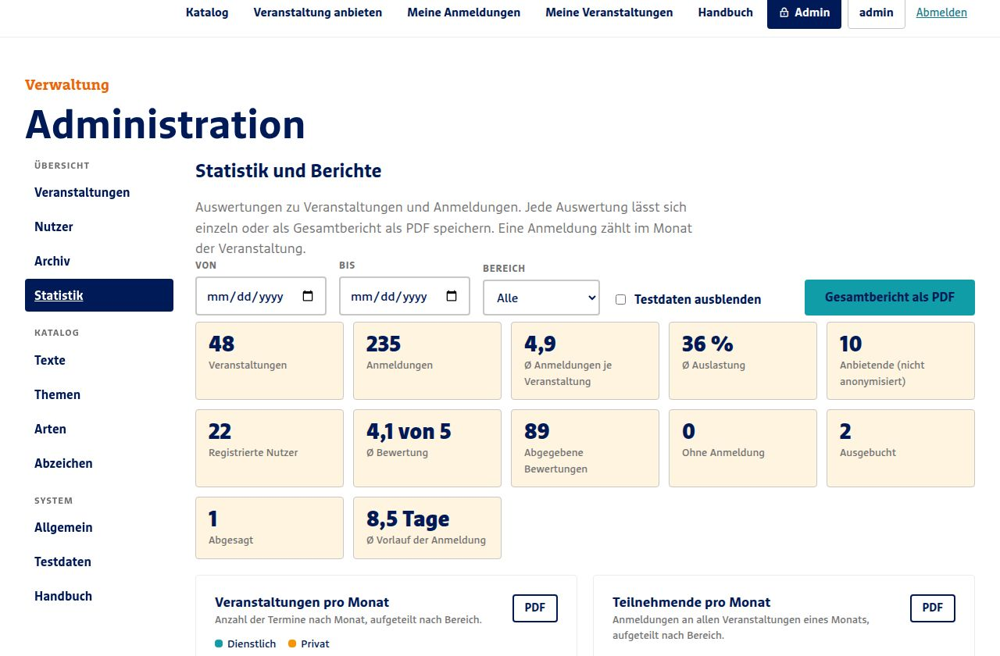 Katalog
Veranstaltung anbieten
Meine Anmeldungen
Meine Veranstaltungen
Handbuch
Admin
admin
Abmelden
Verwaltung
Administration
ÜBERSICHT
Veranstaltungen
Nutzer
Archiv
Statistik
KATALOG
Texte
Themen
Arten
Abzeichen
SYSTEM
Allgemein
Testdaten
Handbuch
Statistik und Berichte
Auswertungen zu Veranstaltungen und Anmeldungen. Jede Auswertung lässt sich
einzeln oder als Gesamtbericht als PDF speichern. Eine Anmeldung zählt im Monat
der Veranstaltung.
VON
mm/dd/yyyy
BIS
mm/dd/yyyy
BEREICH
Alle
Testdaten ausblenden
Gesamtbericht als PDF
48
Veranstaltungen
235
Anmeldungen
4,9
Ø Anmeldungen je
Veranstaltung
36 %
Ø Auslastung
10
Anbietende (nicht
anonymisiert)
22
Registrierte Nutzer
4,1 von 5
Ø Bewertung
89
Abgegebene
Bewertungen
0
Ohne Anmeldung
2
Ausgebucht
1
Abgesagt
8,5 Tage
Ø Vorlauf der Anmeldung
Veranstaltungen pro Monat
Anzahl der Termine nach Monat, aufgeteilt nach Bereich.
PDF
Dienstlich
Privat
Teilnehmende pro Monat
Anmeldungen an allen Veranstaltungen eines Monats,
aufgeteilt nach Bereich.
PDF